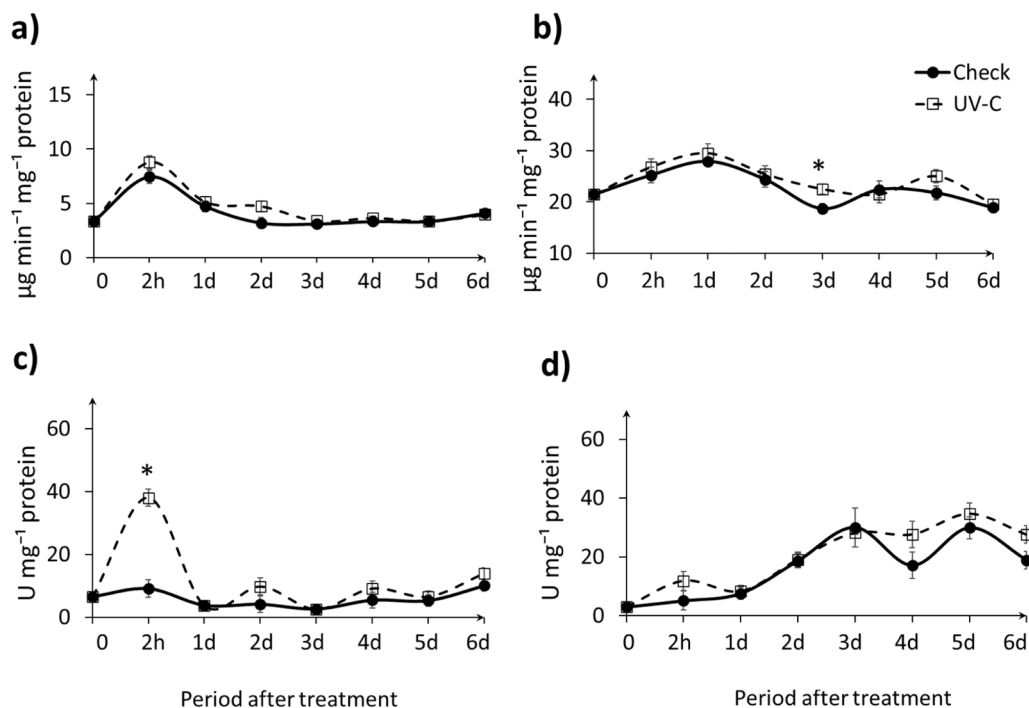 a)
µg min⁻¹ mg⁻¹ protein
15
10
5
0
0 2h 1d 2d 3d 4d 5d 6d
b)
µg min⁻¹ mg⁻¹ protein
Check
UV-C
40
30
20
10
*
0 2h 1d 2d 3d 4d 5d 6d
c)
U mg⁻¹ protein
60
40
20
0
*
0 2h 1d 2d 3d 4d 5d 6d
Period after treatment
d)
U mg⁻¹ protein
60
40
20
0
0 2h 1d 2d 3d 4d 5d 6d
Period after treatment